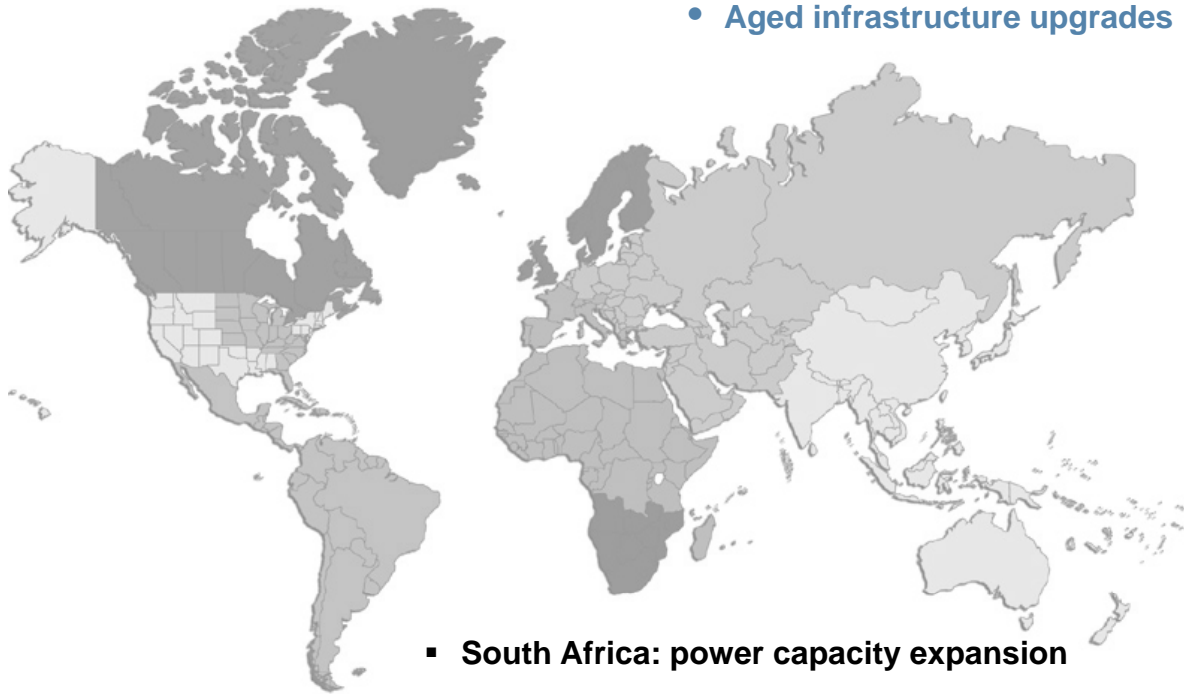 • Aged infrastructure upgrades
▪ South Africa: power capacity expansion